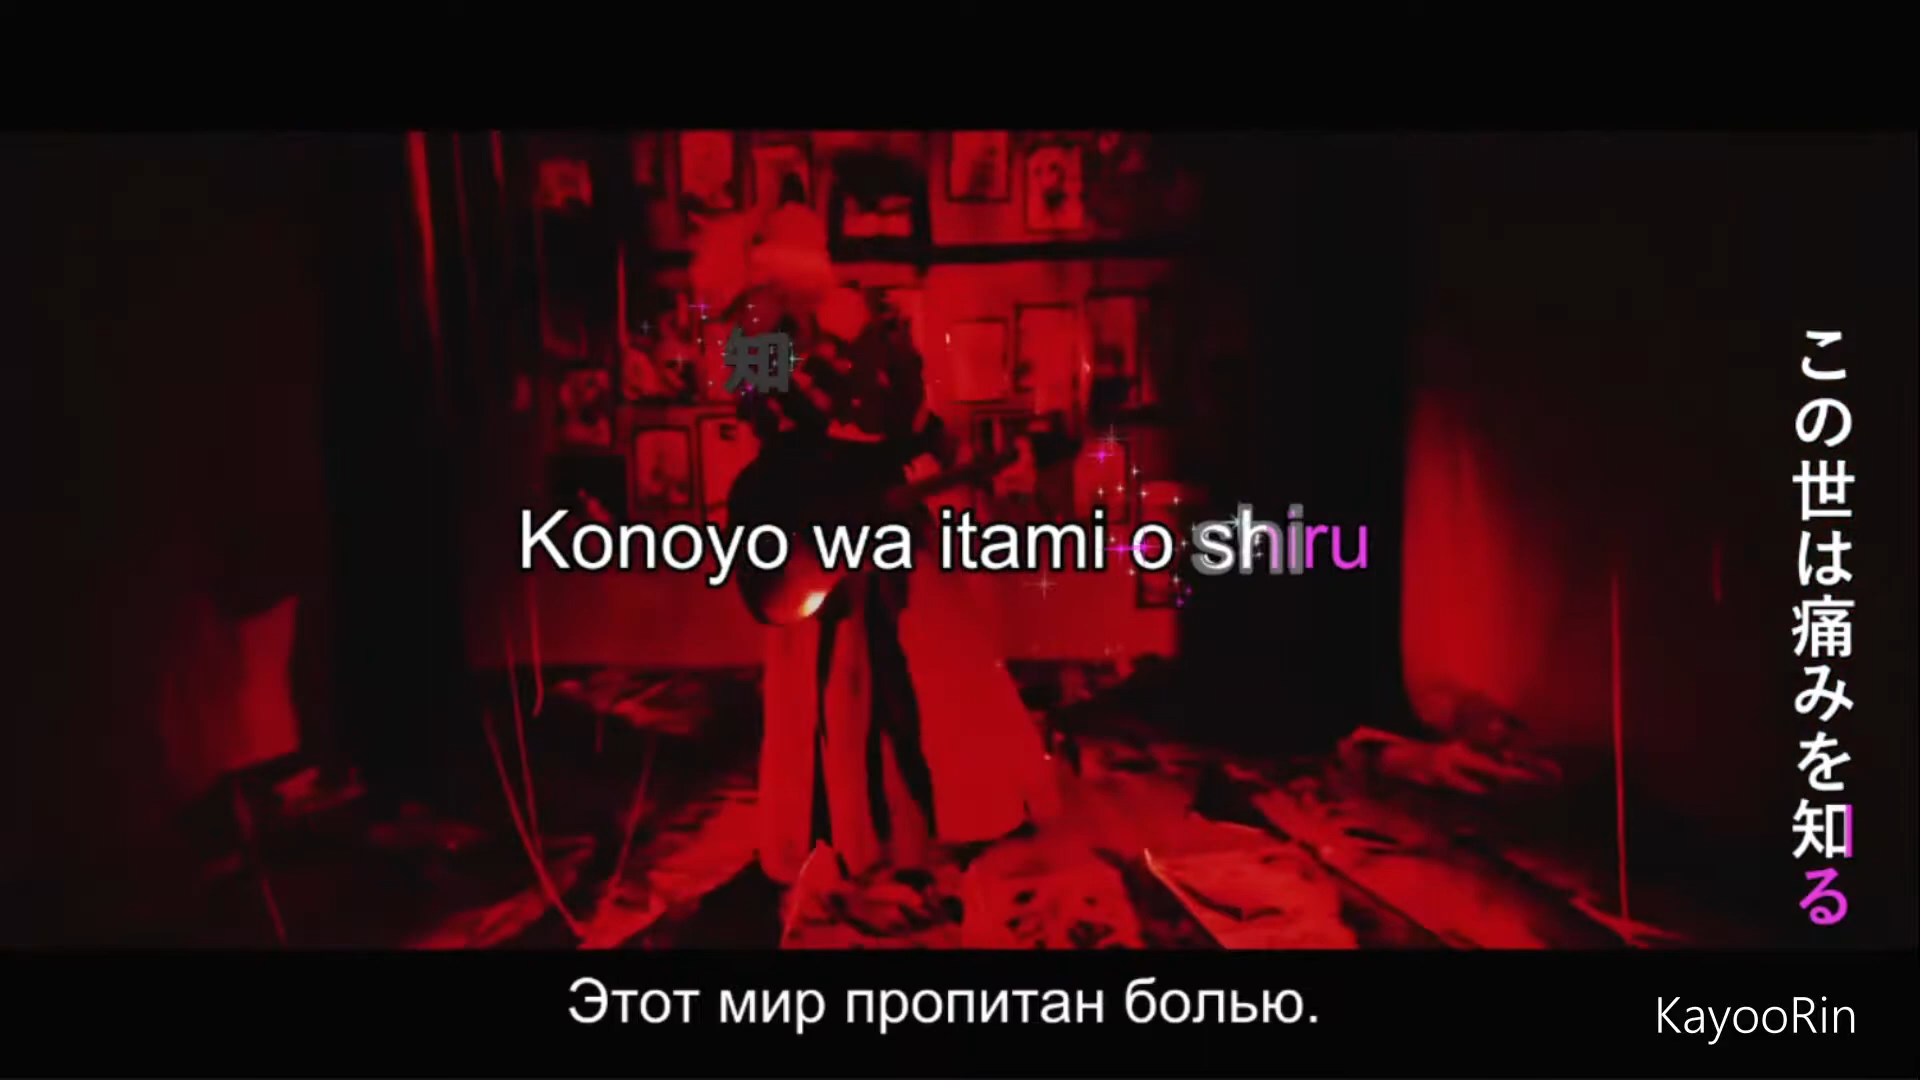 知
Konoyo wa itami o shiru
この世は痛みを知る
Этот мир пропитан болью.
KayooRin